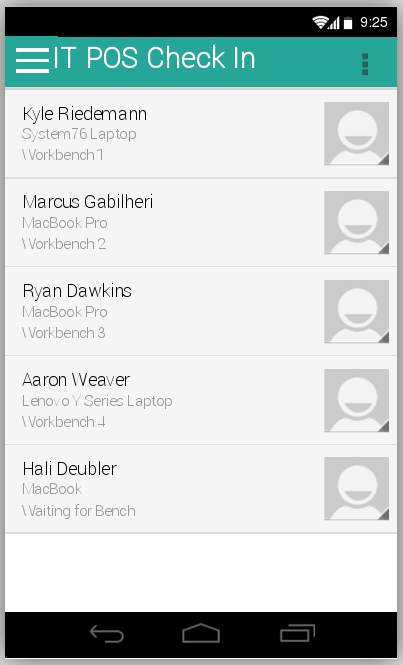 9:25
IT POS Check In
Kyle Riedemann
System76 Laptop
Workbench 1
Marcus Gabilheri
MacBook Pro
Workbench 2
Ryan Dawkins
MacBook Pro
Workbench 3
Aaron Weaver
Lenovo Y Series Laptop
Workbench 4
Hali Deubler
MacBook
Waiting for Bench